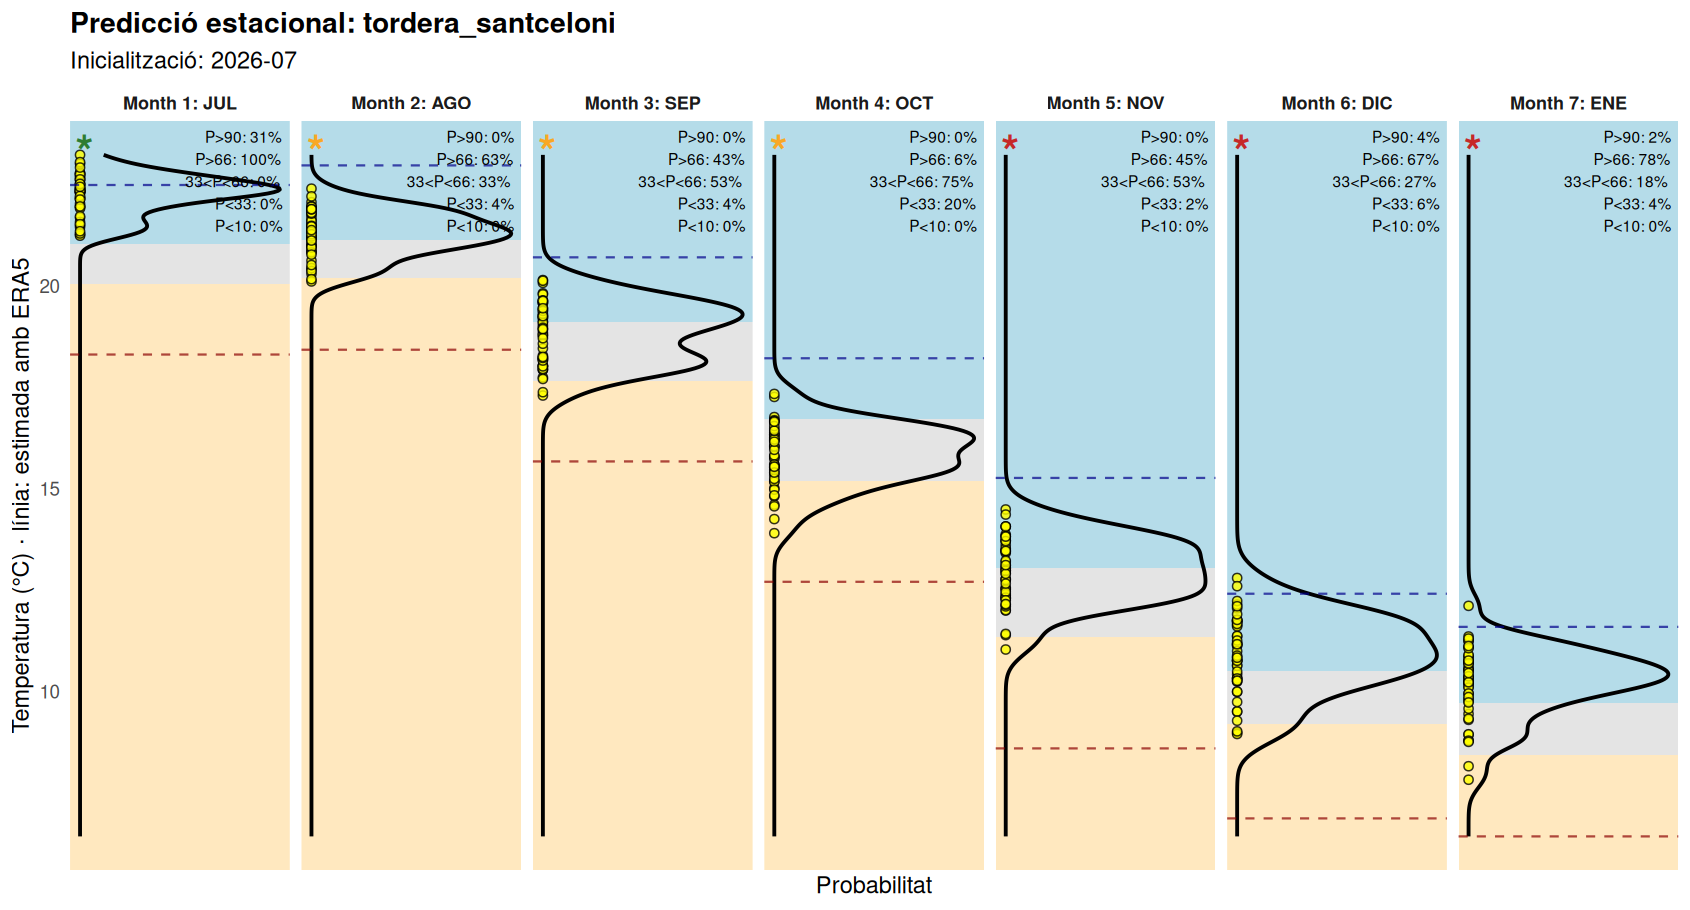 Predicció estacional: tordera_santceloni
Inicialització: 2026-07
Month 1: JUL
Month 2: AGO
Month 3: SEP
Month 4: OCT
Month 5: NOV
Month 6: DIC
Month 7: ENE
P>90: 31%
P>66: 100%
33<P<66: 0%
P<33: 0%
P<10: 0%
P>90: 0%
P>66: 63%
33<P<66: 33%
P<33: 4%
P<10: 0%
P>90: 0%
P>66: 43%
33<P<66: 53%
P<33: 4%
P<10: 0%
P>90: 0%
P>66: 6%
33<P<66: 75%
P<33: 20%
P<10: 0%
P>90: 0%
P>66: 45%
33<P<66: 53%
P<33: 2%
P<10: 0%
P>90: 4%
P>66: 67%
33<P<66: 27%
P<33: 6%
P<10: 0%
P>90: 2%
P>66: 78%
33<P<66: 18%
P<33: 4%
P<10: 0%
20
15
10
Temperatura (°C) · línia: estimada amb ERA5
Probabilitat